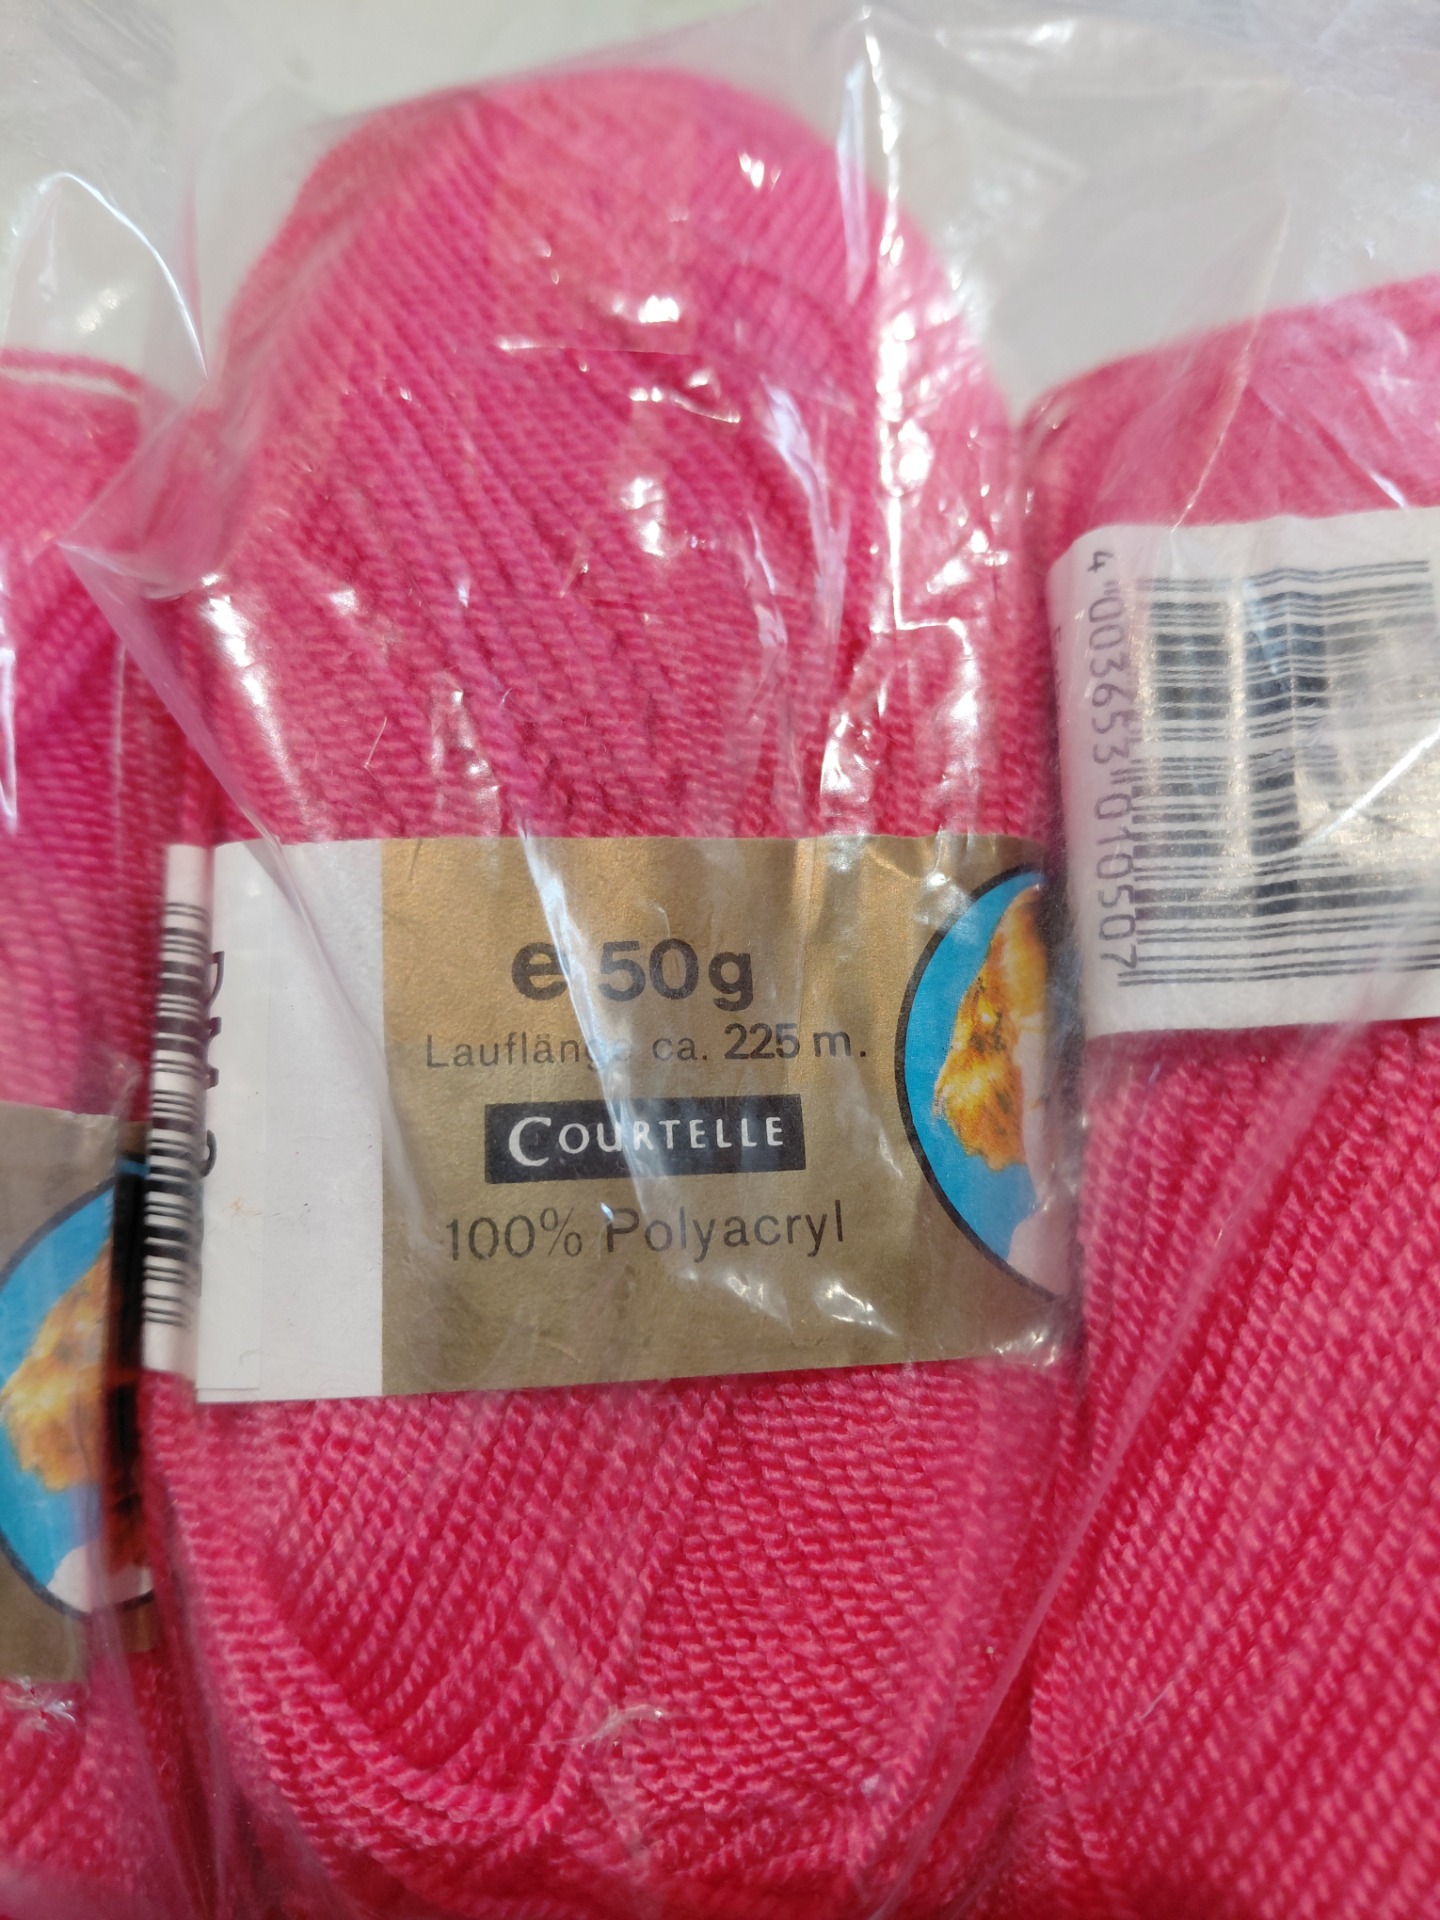 e 50g
Lauflänge ca. 225 m.
COURTELLE
100% Polyacryl
4 003653 010507